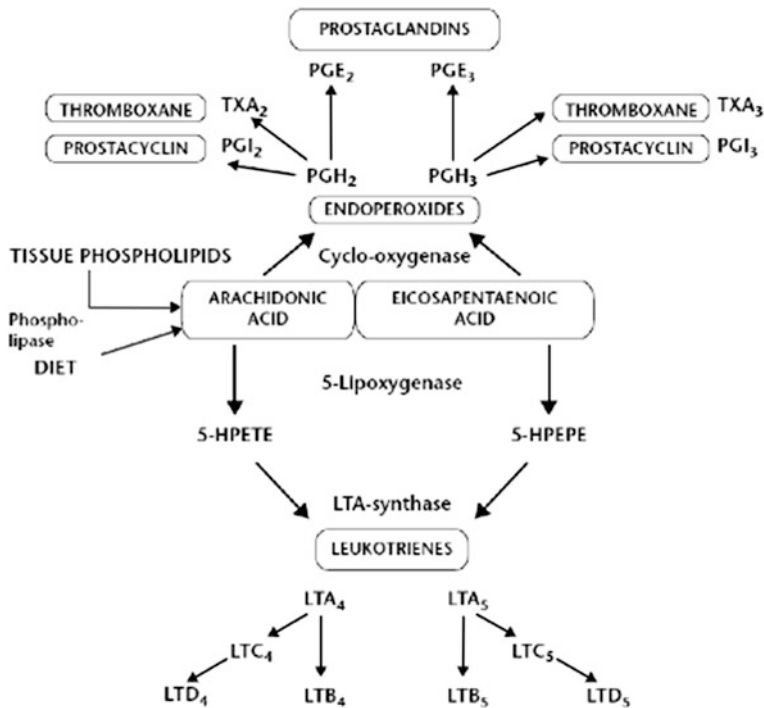 PROSTAGLANDINS
PGE₂ PGE₃
THROMBOXANE TXA₂ THROMBOXANE TXA₃
PROSTACYCLIN PGI₂ PROSTACYCLIN PGI₃
PGH₂ PGH₃
ENDOPEROXIDES
Cyclo-oxygenase
TISSUE PHOSPHOLIPIDS
ARACHIDONIC
ACID
EICOSAPENTAENOIC
ACID
Phospho-
lipase
DIET
5-Lipoxygenase
5-HPETE 5-HPEPE
LTA-synthase
LEUKOTRIENES
LTA₄ LTA₅
LTC₄ LTC₅
LTD₄ LTB₄ LTB₅ LTD₅